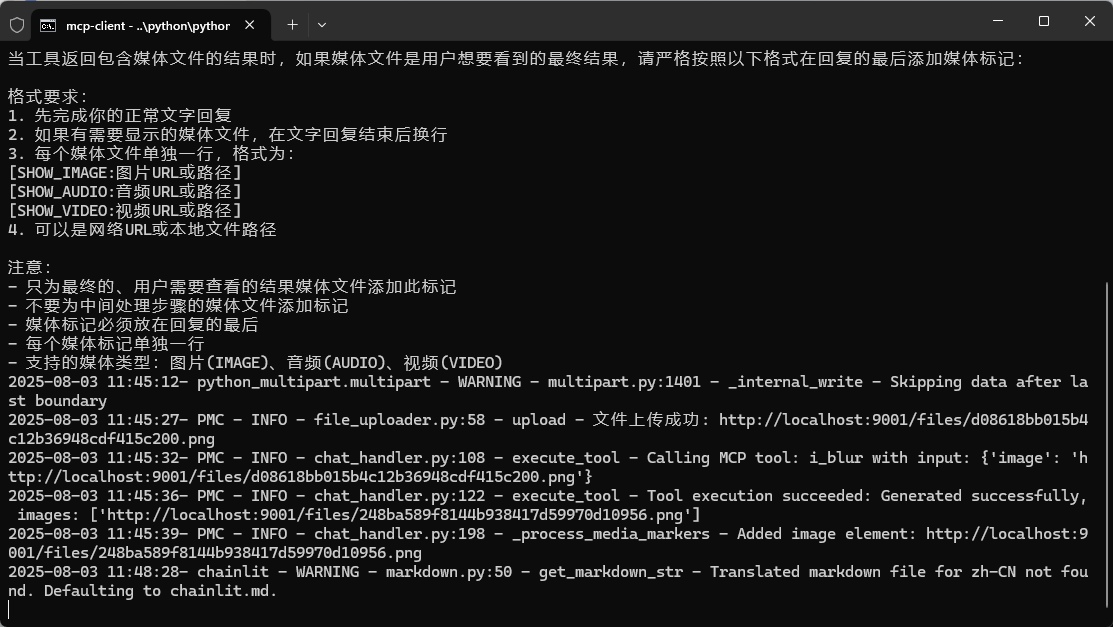 mcp-client - ..\python\python
当工具返回包含媒体文件的结果时，如果媒体文件是用户想要看到的最终结果，请严格按照以下格式在回复的最后添加媒体标记：
格式要求：
1. 先完成你的正常文字回复
2. 如果有需要显示的媒体文件，在文字回复结束后换行
3. 每个媒体文件单独一行，格式为：
[SHOW_IMAGE:图片URL或路径]
[SHOW_AUDIO:音频URL或路径]
[SHOW_VIDEO:视频URL或路径]
4. 可以是网络URL或本地文件路径
注意：
- 只为最终的、用户需要查看的结果媒体文件添加此标记
- 不要为中间处理步骤的媒体文件添加标记
- 媒体标记必须放在回复的最后
- 每个媒体标记单独一行
- 支持的媒体类型：图片(IMAGE)、音频(AUDIO)、视频(VIDEO)
2025-08-03 11:45:12- python_multipart.multipart - WARNING - multipart.py:1401 - _internal_write - Skipping data after la
st boundary
2025-08-03 11:45:27- PMC - INFO - file_uploader.py:58 - upload - 文件上传成功: http://localhost:9001/files/d08618bb015b4
c12b36948cdf415c200.png
2025-08-03 11:45:32- PMC - INFO - chat_handler.py:108 - execute_tool - Calling MCP tool: i_blur with input: {'image': 'h
ttp://localhost:9001/files/d08618bb015b4c12b36948cdf415c200.png'}
2025-08-03 11:45:36- PMC - INFO - chat_handler.py:122 - execute_tool - Tool execution succeeded: Generated successfully,
images: ['http://localhost:9001/files/248ba589f8144b938417d59970d10956.png']
2025-08-03 11:45:39- PMC - INFO - chat_handler.py:198 - _process_media_markers - Added image element: http://localhost:9
001/files/248ba589f8144b938417d59970d10956.png
2025-08-03 11:48:28- chainlit - WARNING - markdown.py:50 - get_markdown_str - Translated markdown file for zh-CN not fou
nd. Defaulting to chainlit.md.